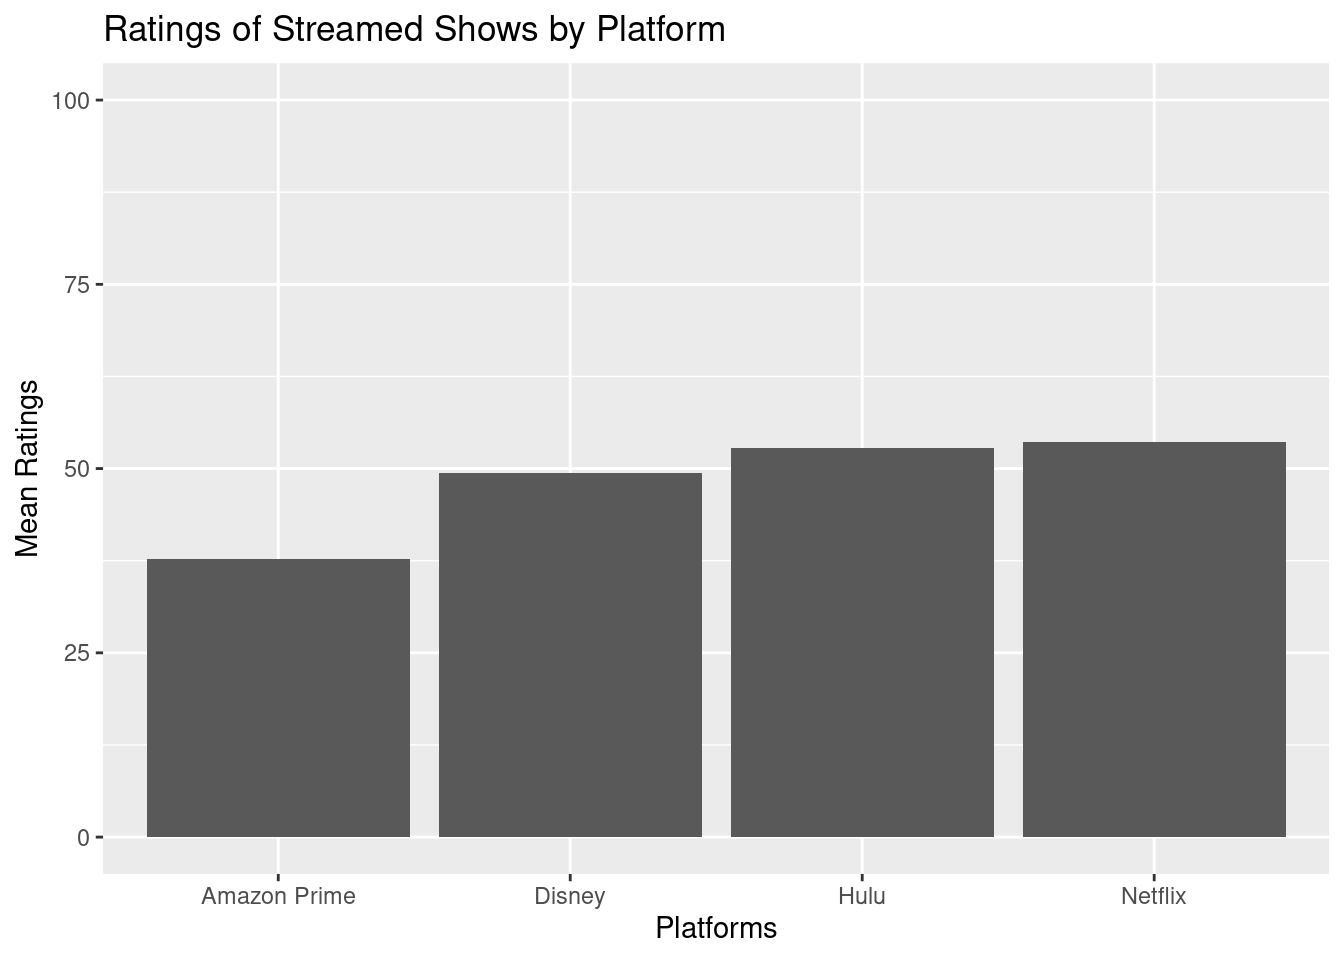 Ratings of Streamed Shows by Platform
100
75
50
25
0
Mean Ratings
Amazon Prime
Disney
Hulu
Netflix
Platforms